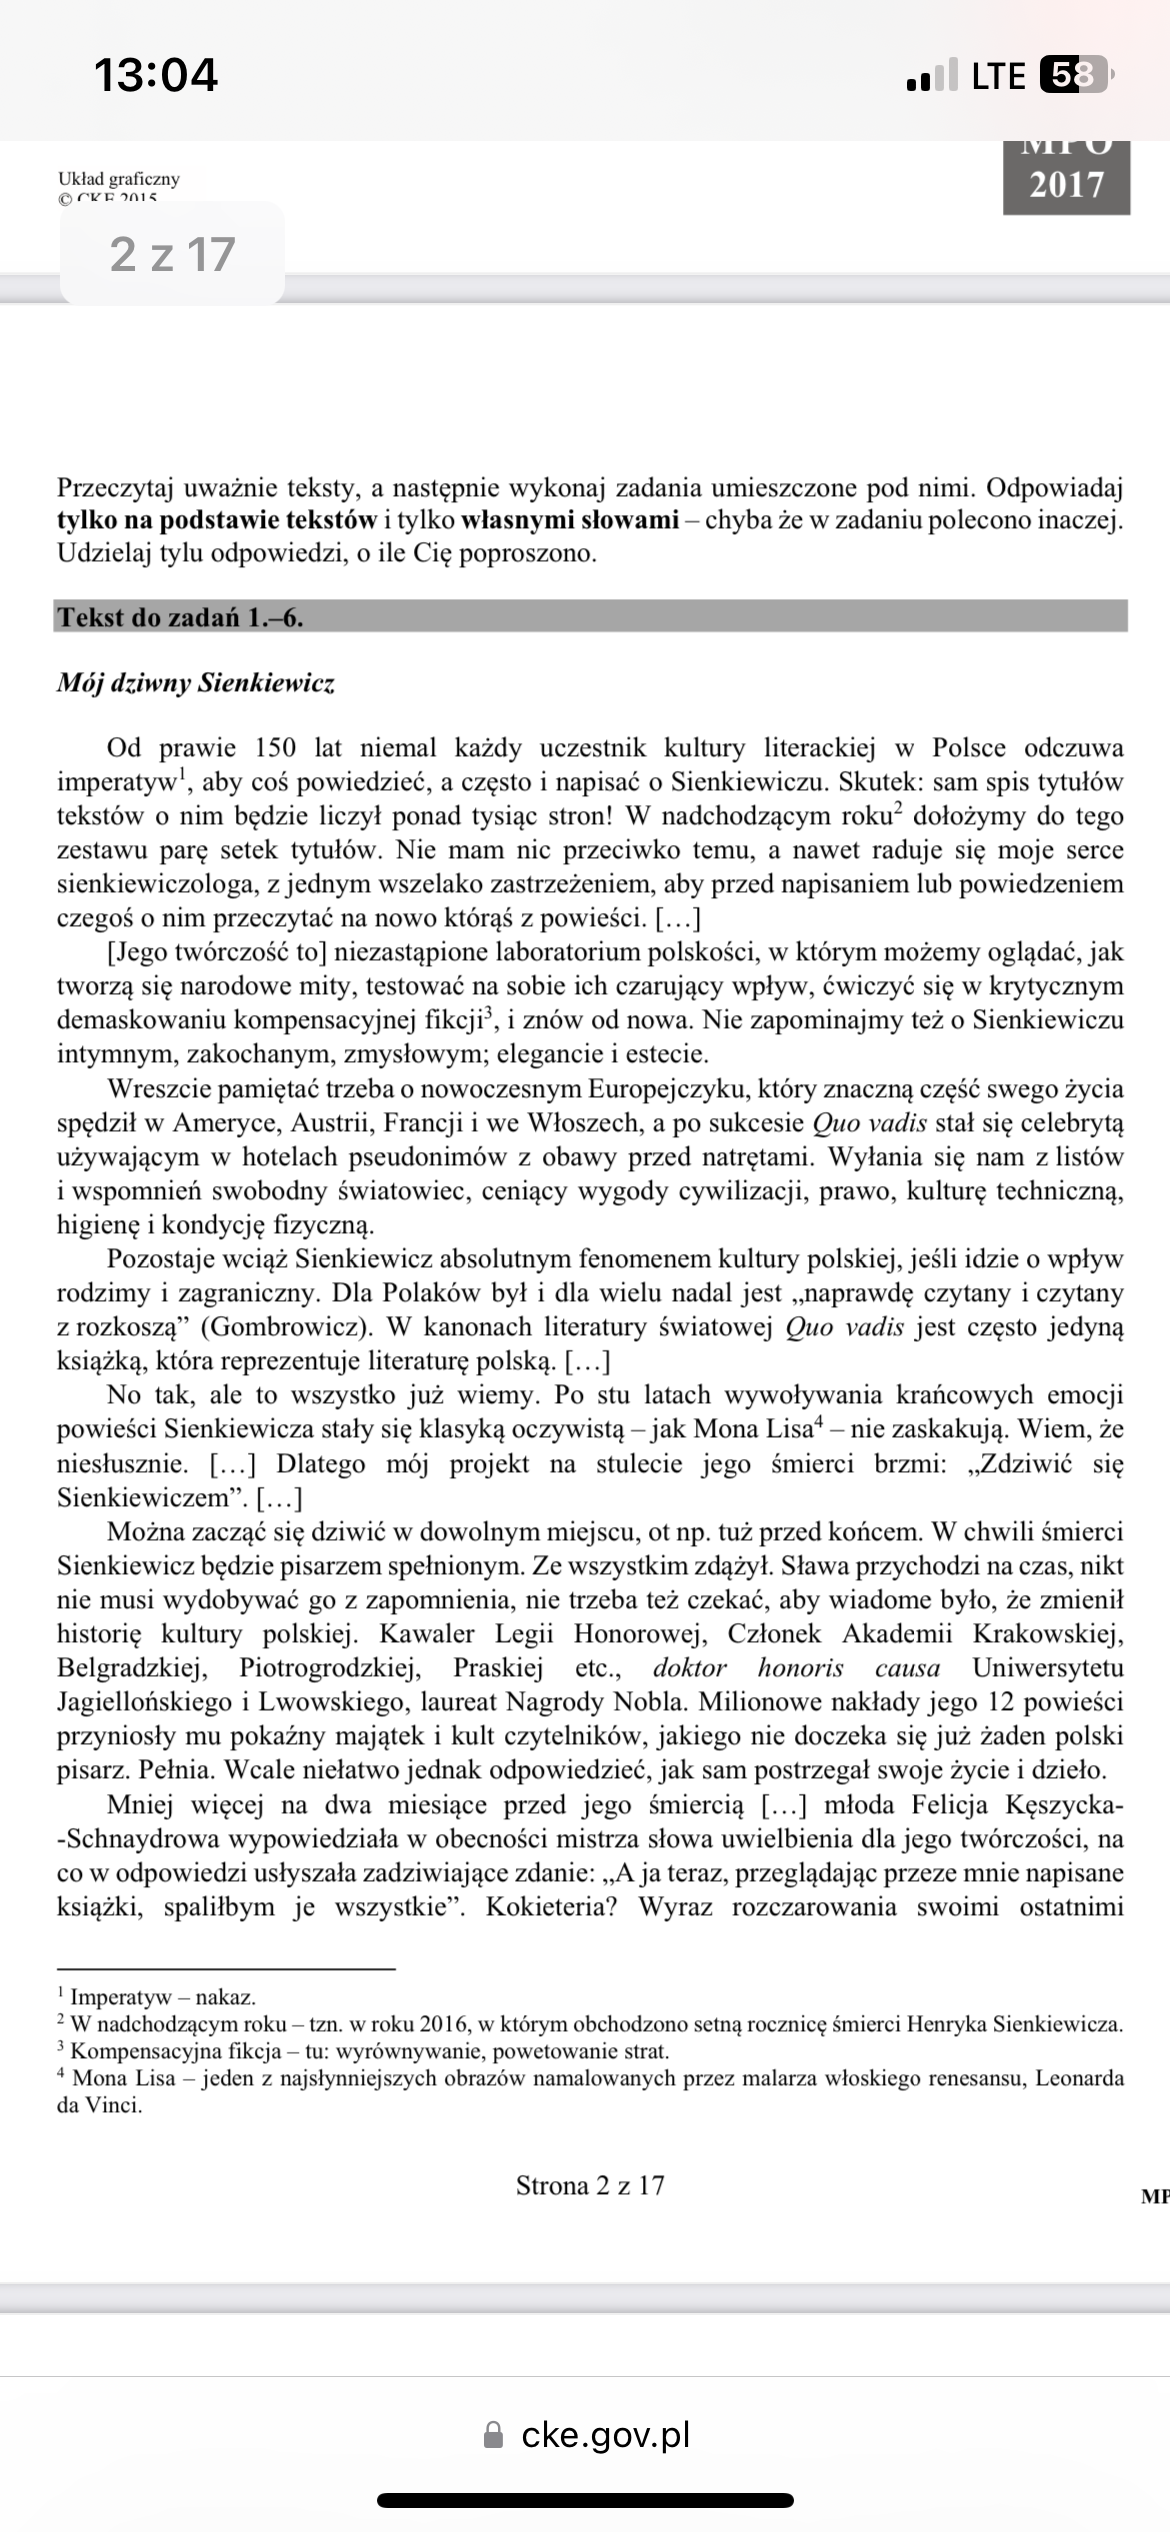 13:04
LTE 58
MPO
2017
Układ graficzny
© CKE 2015
2 z 17
Przeczytaj uważnie teksty, a następnie wykonaj zadania umieszczone pod nimi. Odpowiadaj
tylko na podstawie tekstów i tylko własnymi słowami – chyba że w zadaniu polecono inaczej.
Udzielaj tylu odpowiedzi, o ile Cię poproszono.
Tekst do zadań 1.–6.
Mój dziwny Sienkiewicz
Od prawie 150 lat niemal każdy uczestnik kultury literackiej w Polsce odczuwa
imperatyw¹, aby coś powiedzieć, a często i napisać o Sienkiewiczu. Skutek: sam spis tytułów
tekstów o nim będzie liczył ponad tysiąc stron! W nadchodzącym roku² dołożymy do tego
zestawu parę setek tytułów. Nie mam nic przeciwko temu, a nawet raduje się moje serce
sienkiewiczologa, z jednym wszelako zastrzeżeniem, aby przed napisaniem lub powiedzeniem
czegoś o nim przeczytać na nowo którąś z powieści. […]
[Jego twórczość to] niezastąpione laboratorium polskości, w którym możemy oglądać, jak
tworzą się narodowe mity, testować na sobie ich czarujący wpływ, ćwiczyć się w krytycznym
demaskowaniu kompensacyjnej fikcji³, i znów od nowa. Nie zapominajmy też o Sienkiewiczu
intymnym, zakochanym, zmysłowym; elegancie i estecie.
Wreszcie pamiętać trzeba o nowoczesnym Europejczyku, który znaczną część swego życia
spędził w Ameryce, Austrii, Francji i we Włoszech, a po sukcesie Quo vadis stał się celebrytą
używającym w hotelach pseudonimów z obawy przed natrętami. Wyłania się nam z listów
i wspomnień swobodny światowiec, ceniący wygody cywilizacji, prawo, kulturę techniczną,
higienę i kondycję fizyczną.
Pozostaje wciąż Sienkiewicz absolutnym fenomenem kultury polskiej, jeśli idzie o wpływ
rodzimy i zagraniczny. Dla Polaków był i dla wielu nadal jest „naprawdę czytany i czytany
z rozkoszą” (Gombrowicz). W kanonach literatury światowej Quo vadis jest często jedyną
książką, która reprezentuje literaturę polską. […]
No tak, ale to wszystko już wiemy. Po stu latach wywoływania krańcowych emocji
powieści Sienkiewicza stały się klasyką oczywistą – jak Mona Lisa⁴ – nie zaskakują. Wiem, że
niesłusznie. […] Dlatego mój projekt na stulecie jego śmierci brzmi: „Zdziwić się
Sienkiewiczem”. […]
Można zacząć się dziwić w dowolnym miejscu, ot np. tuż przed końcem. W chwili śmierci
Sienkiewicz będzie pisarzem spełnionym. Ze wszystkim zdążył. Sława przychodzi na czas, nikt
nie musi wydobywać go z zapomnienia, nie trzeba też czekać, aby wiadome było, że zmienił
historię kultury polskiej. Kawaler Legii Honorowej, Członek Akademii Krakowskiej,
Belgradzkiej, Piotrogrodzkiej, Praskiej etc., doktor honoris causa Uniwersytetu
Jagiellońskiego i Lwowskiego, laureat Nagrody Nobla. Milionowe nakłady jego 12 powieści
przyniosły mu pokaźny majątek i kult czytelników, jakiego nie doczeka się już żaden polski
pisarz. Pełnia. Wcale niełatwo jednak odpowiedzieć, jak sam postrzegał swoje życie i dzieło.
Mniej więcej na dwa miesiące przed jego śmiercią […] młoda Felicja Kęszycka-
-Schnaydrowa wypowiedziała w obecności mistrza słowa uwielbienia dla jego twórczości, na
co w odpowiedzi usłyszała zadziwiające zdanie: „A ja teraz, przeglądając przeze mnie napisane
książki, spaliłbym je wszystkie”. Kokieteria? Wyraz rozczarowania swoimi ostatnimi
¹ Imperatyw – nakaz.
² W nadchodzącym roku – tzn. w roku 2016, w którym obchodzono setną rocznicę śmierci Henryka Sienkiewicza.
³ Kompensacyjna fikcja – tu: wyrównywanie, powetowanie strat.
⁴ Mona Lisa – jeden z najsłynniejszych obrazów namalowanych przez malarza włoskiego renesansu, Leonarda
da Vinci.
Strona 2 z 17
MP
cke.gov.pl